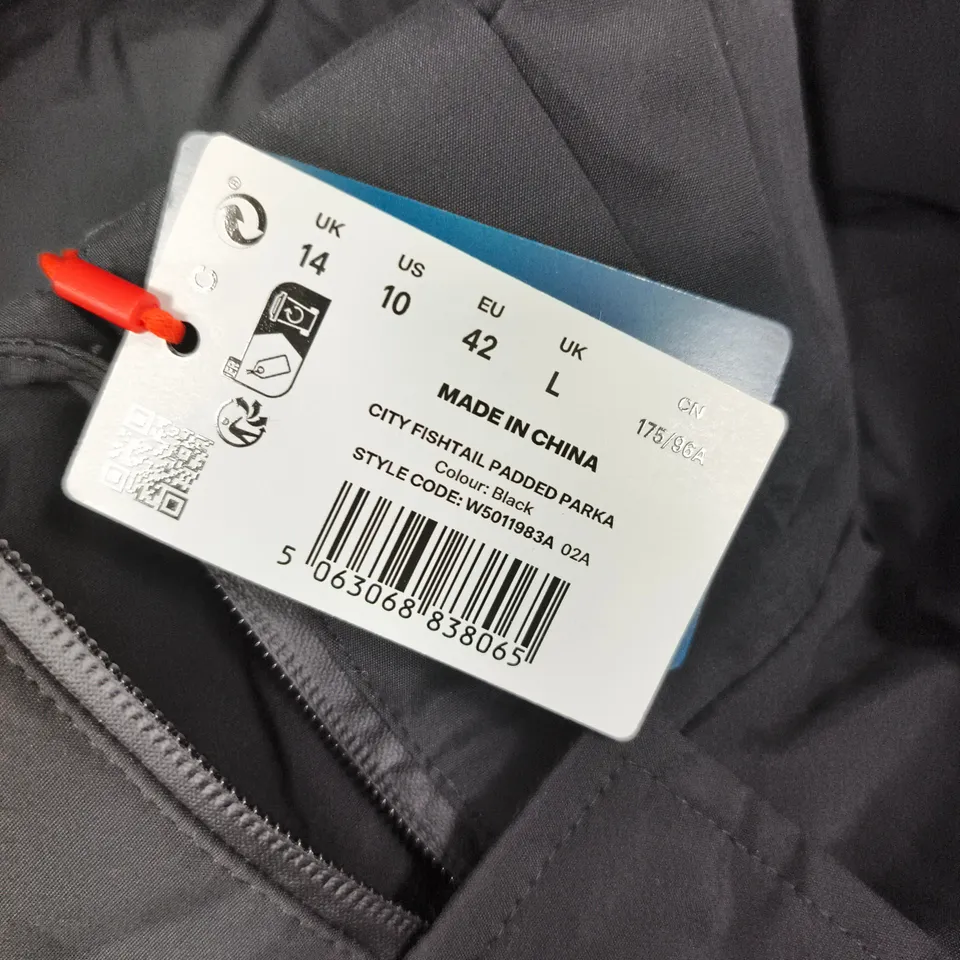 UK
14
US
10
EU
42
UK
L
CN
175/96A
MADE IN CHINA
CITY FISHTAIL PADDED PARKA
Colour: Black
STYLE CODE: W5011983A 02A
5 063068 838065